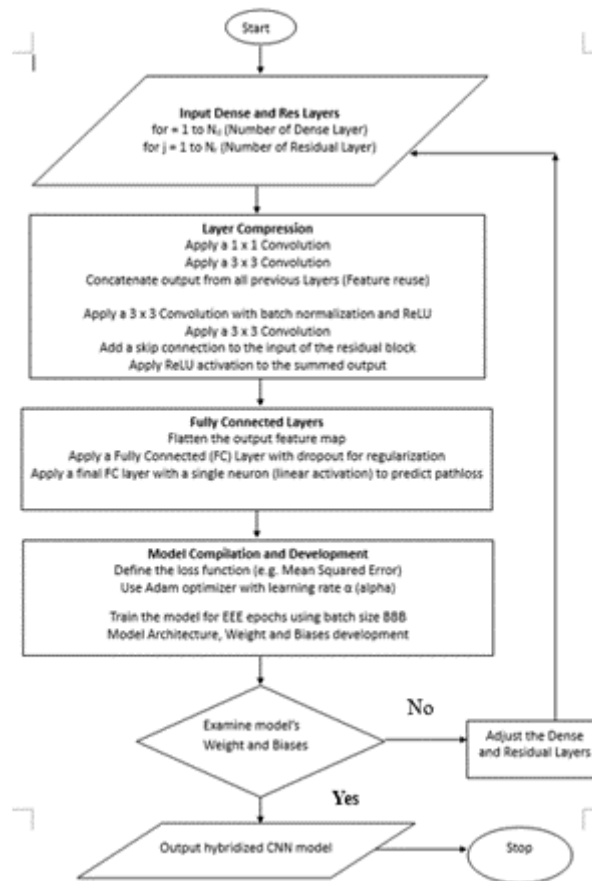 Start
Input Dense and Res Layers
for = 1 to Nd (Number of Dense Layer)
for j = 1 to Nr (Number of Residual Layer)
Layer Compression
Apply a 1 x 1 Convolution
Apply a 3 x 3 Convolution
Concatenate output from all previous Layers (Feature reuse)
Apply a 3 x 3 Convolution with batch normalization and ReLU
Apply a 3 x 3 Convolution
Add a skip connection to the input of the residual block
Apply ReLU activation to the summed output
Fully Connected Layers
Flatten the output feature map
Apply a Fully Connected (FC) Layer with dropout for regularization
Apply a final FC layer with a single neuron (linear activation) to predict pathloss
Model Compilation and Development
Define the loss function (e.g. Mean Squared Error)
Use Adam optimizer with learning rate α (alpha)
Train the model for EEE epochs using batch size BBB
Model Architecture, Weight and Biases development
Examine model's
Weight and Biases
No
Adjust the Dense
and Residual Layers
Yes
Output hybridized CNN model
Stop